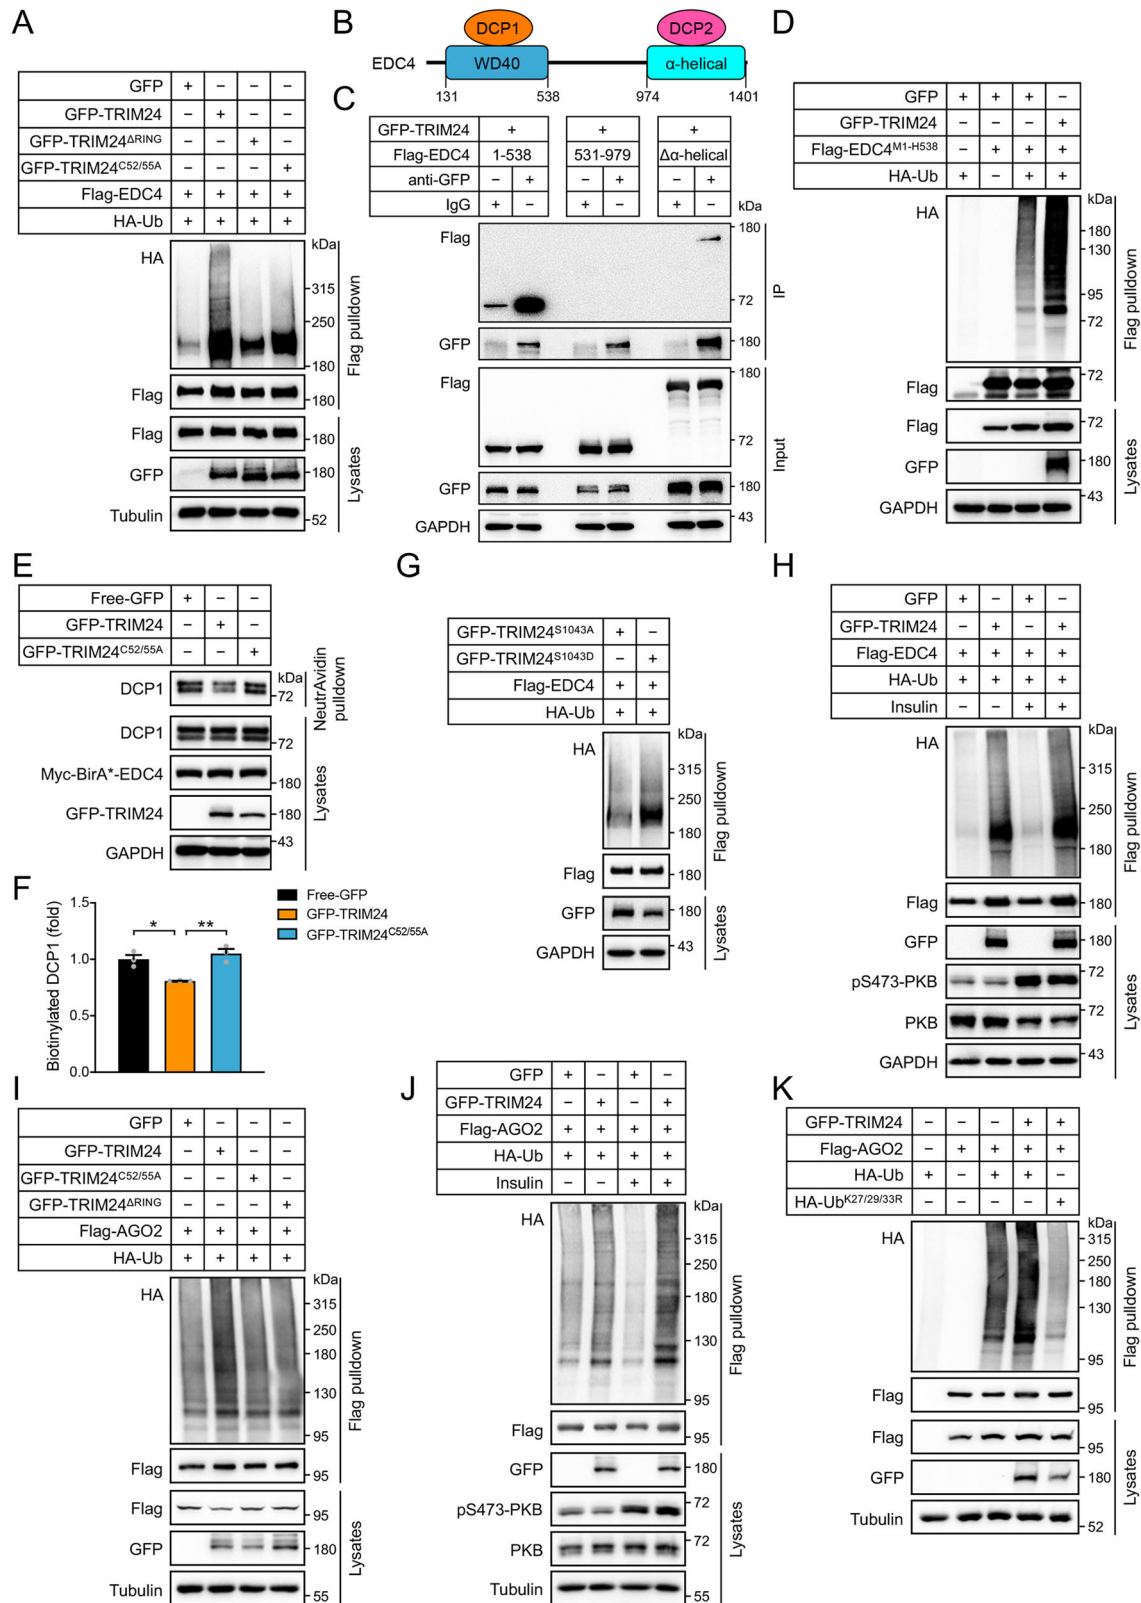 A
GFP + − − −
GFP-TRIM24 − + − −
GFP-TRIM24ΔRING − − + −
GFP-TRIM24C52/55A − − − +
Flag-EDC4 + + + +
HA-Ub + + + +
kDa
HA
315
250
180
Flag 180
Flag pulldown
Flag 180
GFP 180
Tubulin 52
Lysates
B
DCP1 DCP2
EDC4 WD40 α-helical
131 538 974 1401
C
GFP-TRIM24 + + +
Flag-EDC4 1-538 531-979 Δα-helical
anti-GFP − + − + − +
IgG + − + − + −
kDa
Flag 180
72
GFP 180
IP
Flag 180
72
GFP 180
GAPDH 43
Input
D
GFP + + + −
GFP-TRIM24 − − − +
Flag-EDC4M1-H538 − + + +
HA-Ub + − + +
kDa
HA
180
130
95
72
Flag 72
Flag pulldown
Flag 72
GFP 180
GAPDH 43
Lysates
E
Free-GFP + − −
GFP-TRIM24 − + −
GFP-TRIM24C52/55A − − +
kDa
DCP1 72
NeutrAvidin
pulldown
DCP1 72
Myc-BirA*-EDC4 180
GFP-TRIM24 180
GAPDH 43
Lysates
F
Biotinylated DCP1 (fold)
1.5
1.0
0.5
0.0
* **
Free-GFP
GFP-TRIM24
GFP-TRIM24C52/55A
G
GFP-TRIM24S1043A + −
GFP-TRIM24S1043D − +
Flag-EDC4 + +
HA-Ub + +
kDa
HA
315
250
180
Flag 180
Flag pulldown
GFP 180
GAPDH 43
Lysates
H
GFP + − + −
GFP-TRIM24 − + − +
Flag-EDC4 + + + +
HA-Ub + + + +
Insulin − − + +
kDa
HA
315
250
180
Flag 180
Flag pulldown
GFP 180
pS473-PKB 72
PKB 72
GAPDH 43
Lysates
I
GFP + − − −
GFP-TRIM24 − + − −
GFP-TRIM24C52/55A − − + −
GFP-TRIM24ΔRING − − − +
Flag-AGO2 + + + +
HA-Ub + + + +
kDa
HA
315
250
180
130
95
Flag 95
Flag pulldown
Flag 95
GFP 180
Tubulin 55
Lysates
J
GFP + − + −
GFP-TRIM24 − + − +
Flag-AGO2 + + + +
HA-Ub + + + +
Insulin − − + +
kDa
HA
315
250
180
130
95
Flag 95
Flag pulldown
GFP 180
pS473-PKB 72
PKB 72
Tubulin 55
Lysates
K
GFP-TRIM24 − − − + +
Flag-AGO2 − + + + +
HA-Ub + − + + −
HA-UbK27/29/33R − − − − +
kDa
HA
315
250
180
130
95
Flag 95
Flag pulldown
Flag 95
GFP 180
Tubulin 52
Lysates